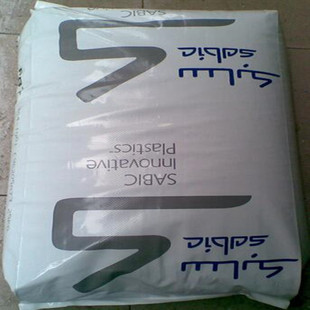 سابك
sabic
SABIC
Innovative
Plastics™
سابك
sabic